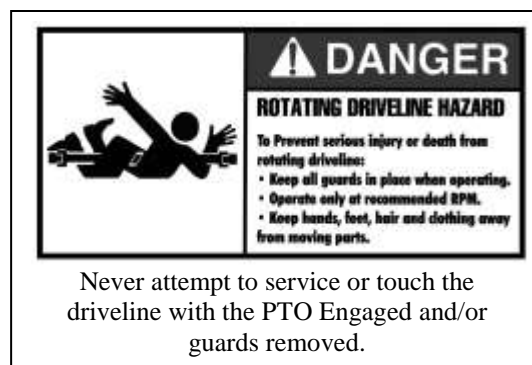 DANGER
ROTATING DRIVELINE HAZARD
To Prevent serious injury or death from
rotating driveline:
• Keep all guards in place when operating.
• Operate only at recommended RPM.
• Keep hands, feet, hair and clothing away
from moving parts.
Never attempt to service or touch the
driveline with the PTO Engaged and/or
guards removed.